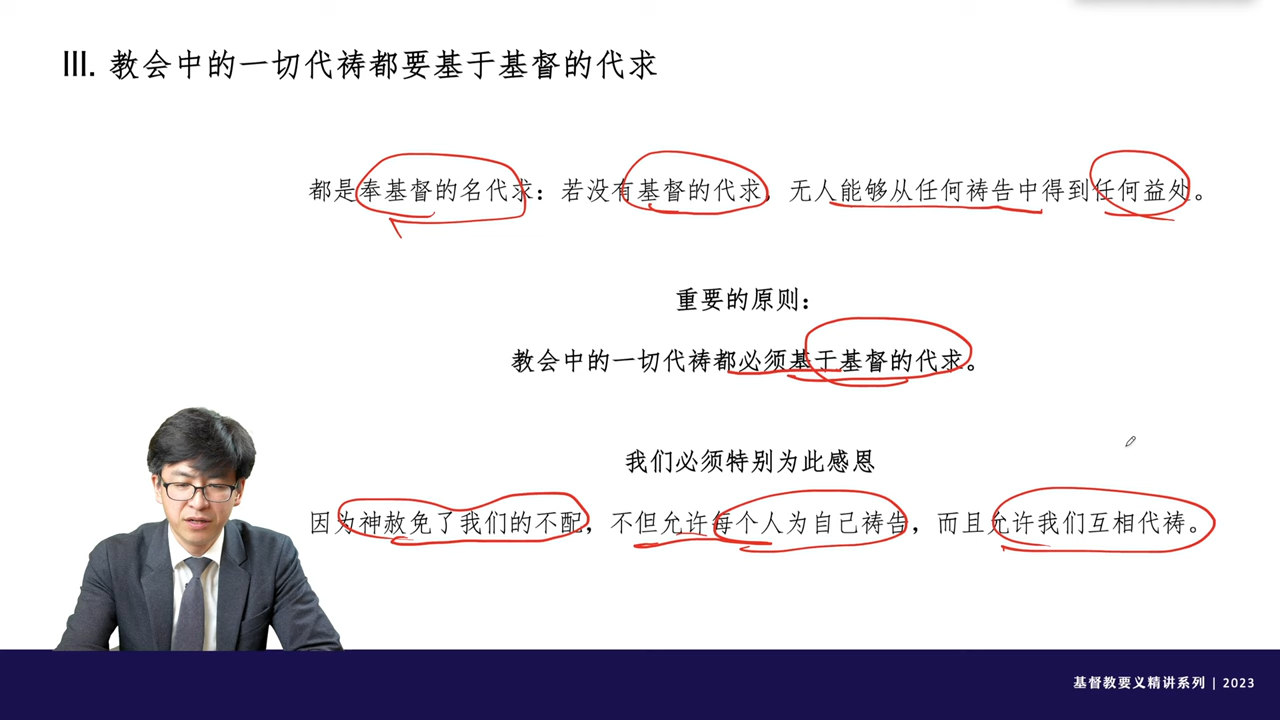 III. 教会中的一切代祷都要基于基督的代求
都是奉基督的名代求：若没有基督的代求，无人能够从任何祷告中得到任何益处。
重要的原则：
教会中的一切代祷都必须基于基督的代求。
我们必须特别为此感恩
因为神赦免了我们的不配，不但允许每个人为自己祷告，而且允许我们互相代祷。
基督教要义精讲系列 | 2023